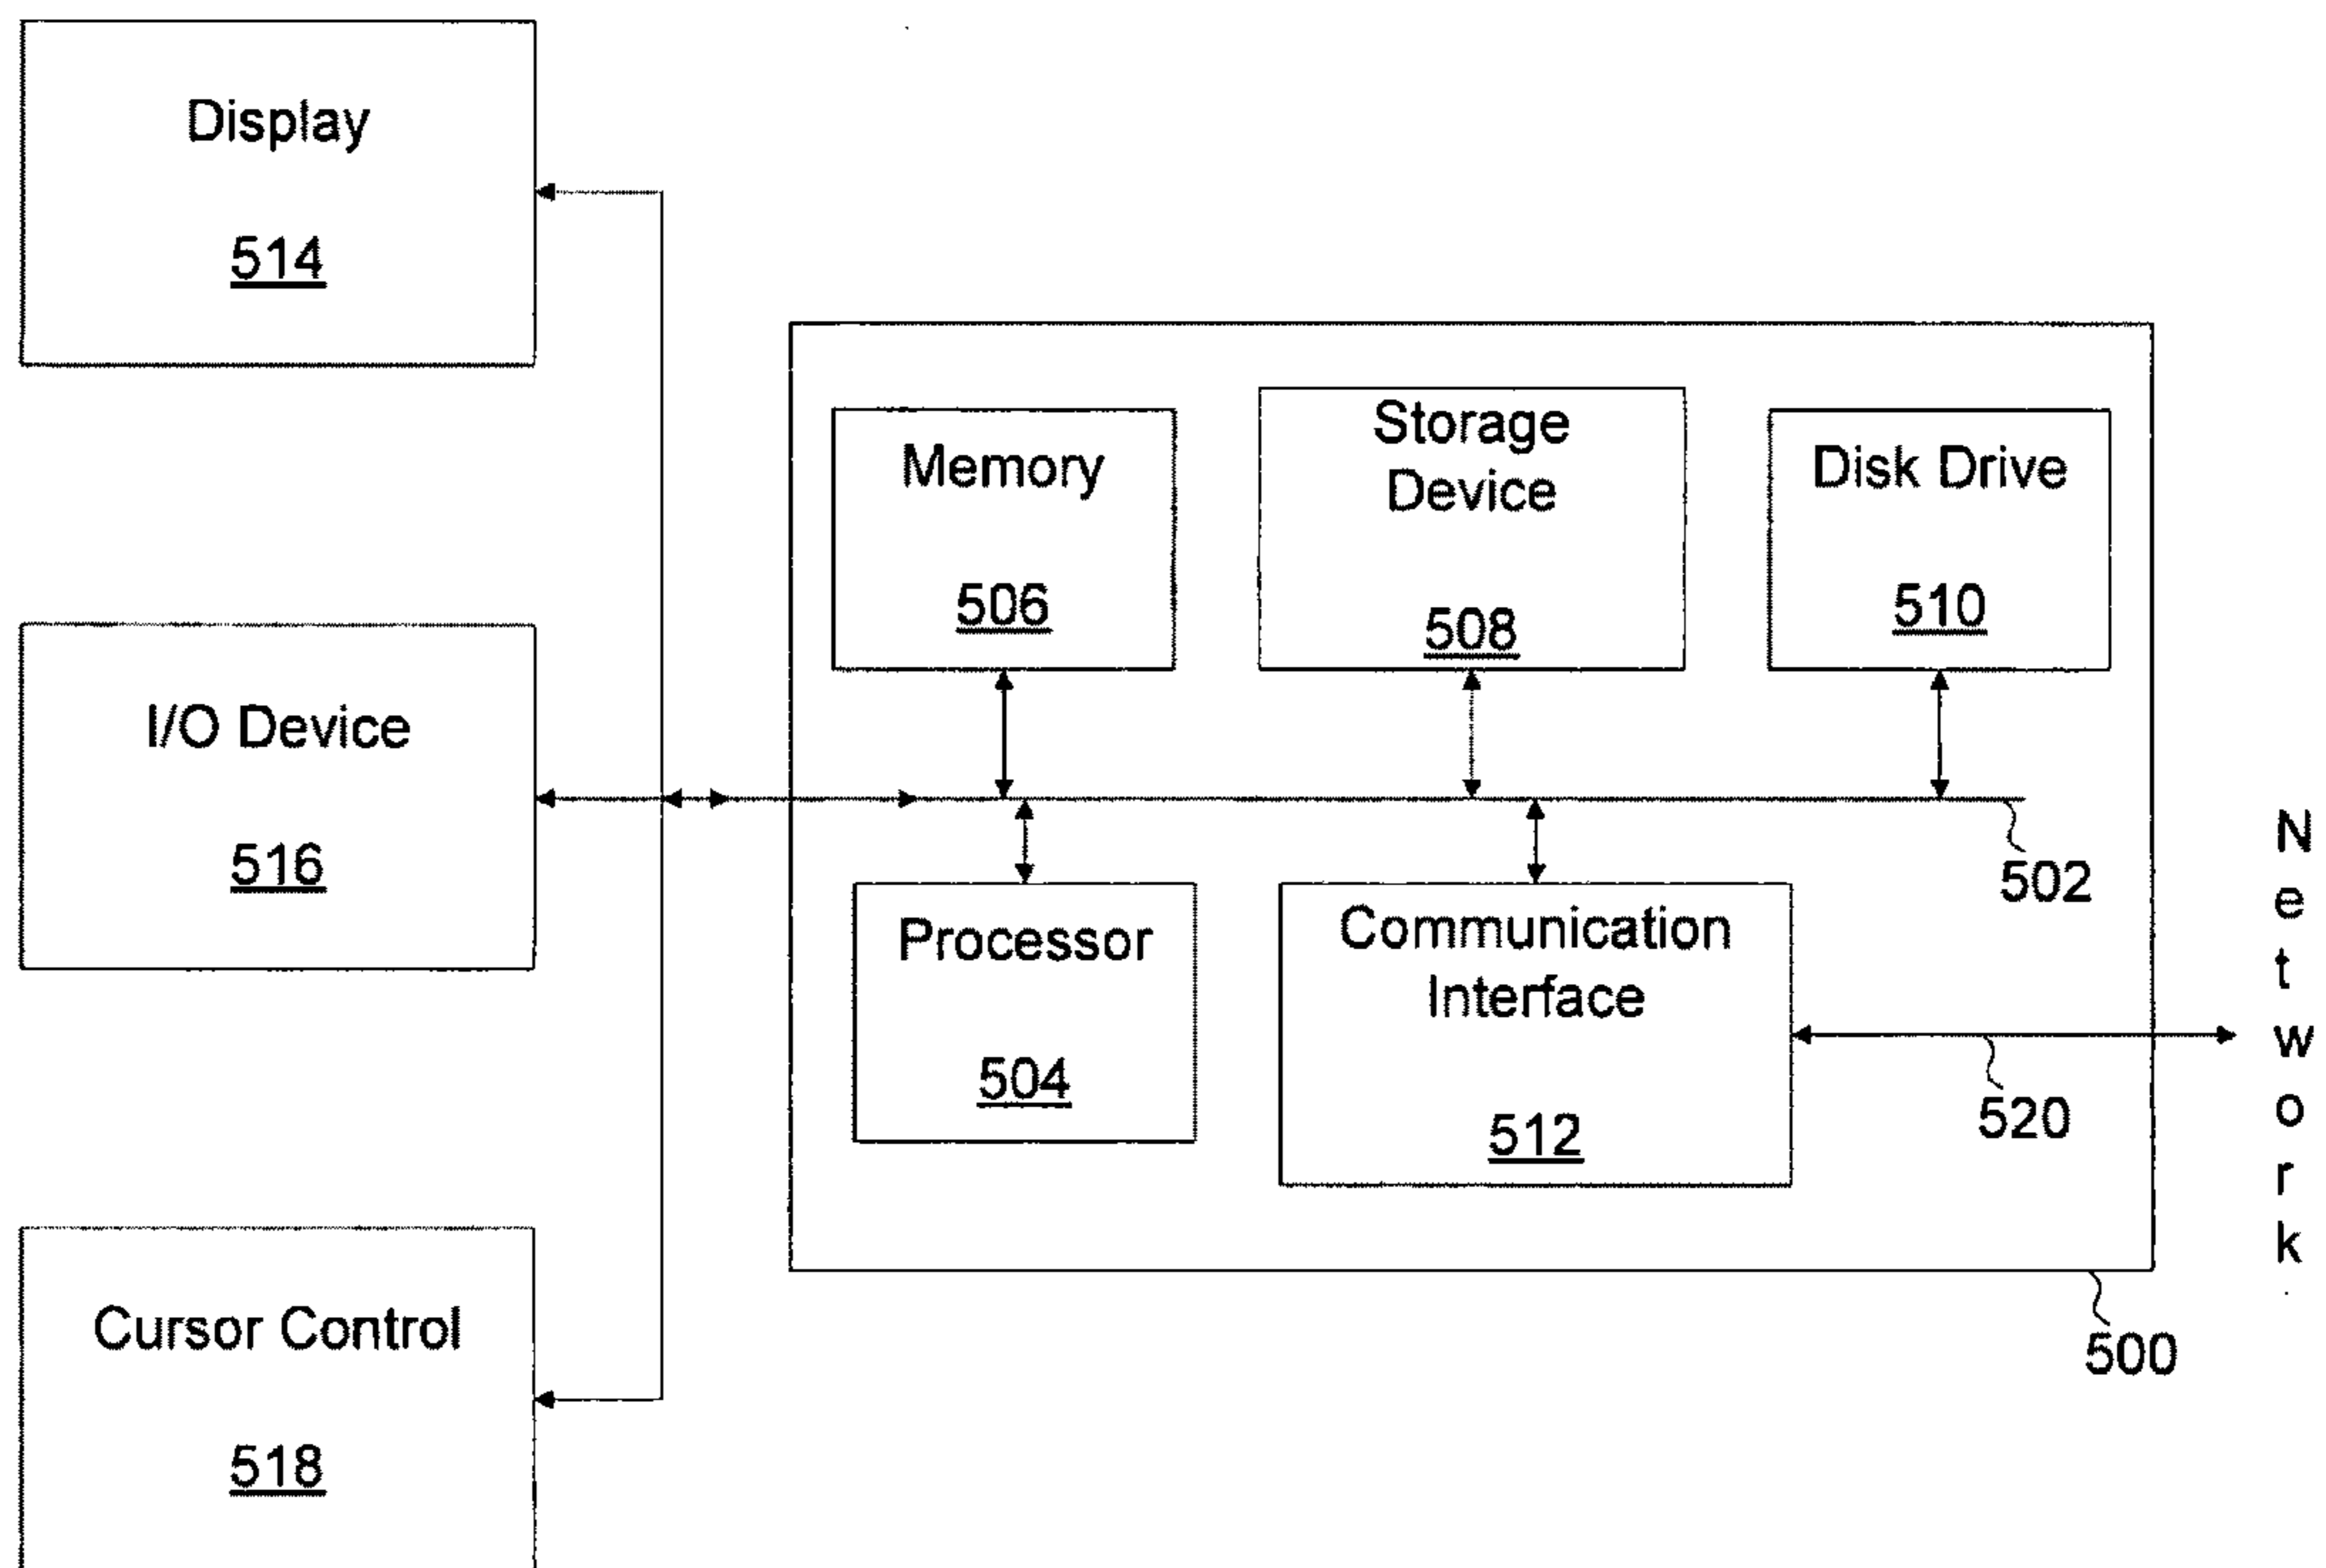 Display
514
I/O Device
516
Cursor Control
518
Memory
506
Storage
Device
508
Disk Drive
510
502
Processor
504
Communication
Interface
512
520
500
Network